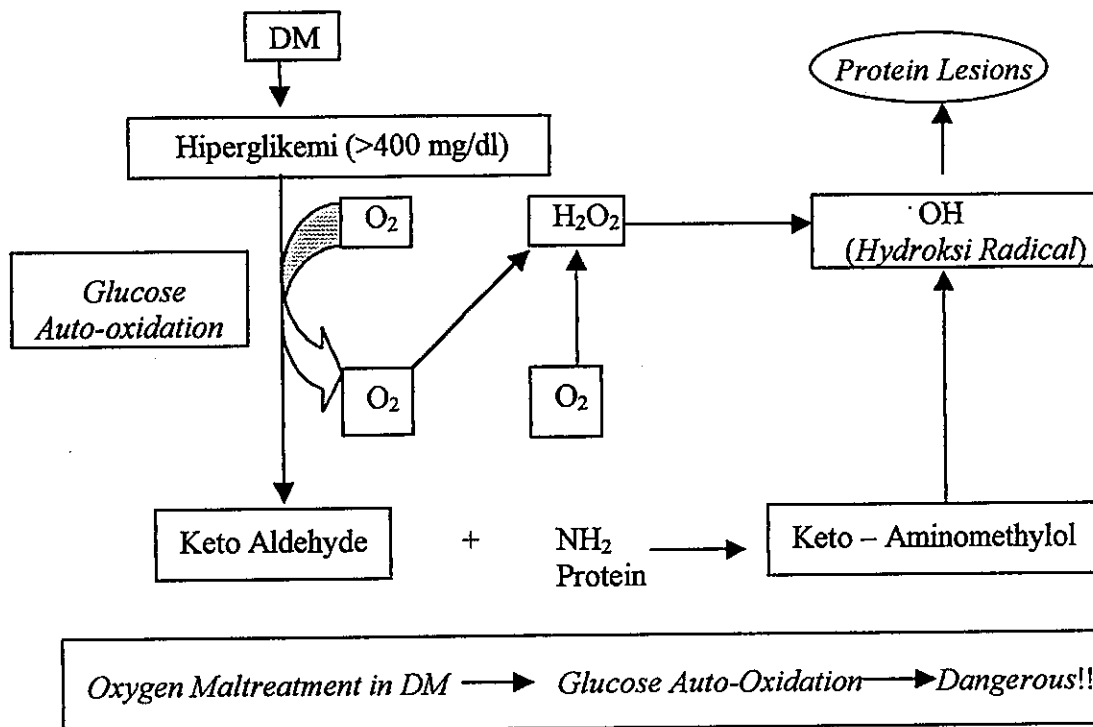 DM
Protein Lesions
Hiperglikemi (>400 mg/dl)
O₂
H₂O₂
·OH
(Hydroksi Radical)
Glucose
Auto-oxidation
O₂
O₂
Keto Aldehyde
+
NH₂
Protein
Keto – Aminomethylol
Oxygen Maltreatment in DM → Glucose Auto-Oxidation → Dangerous!!